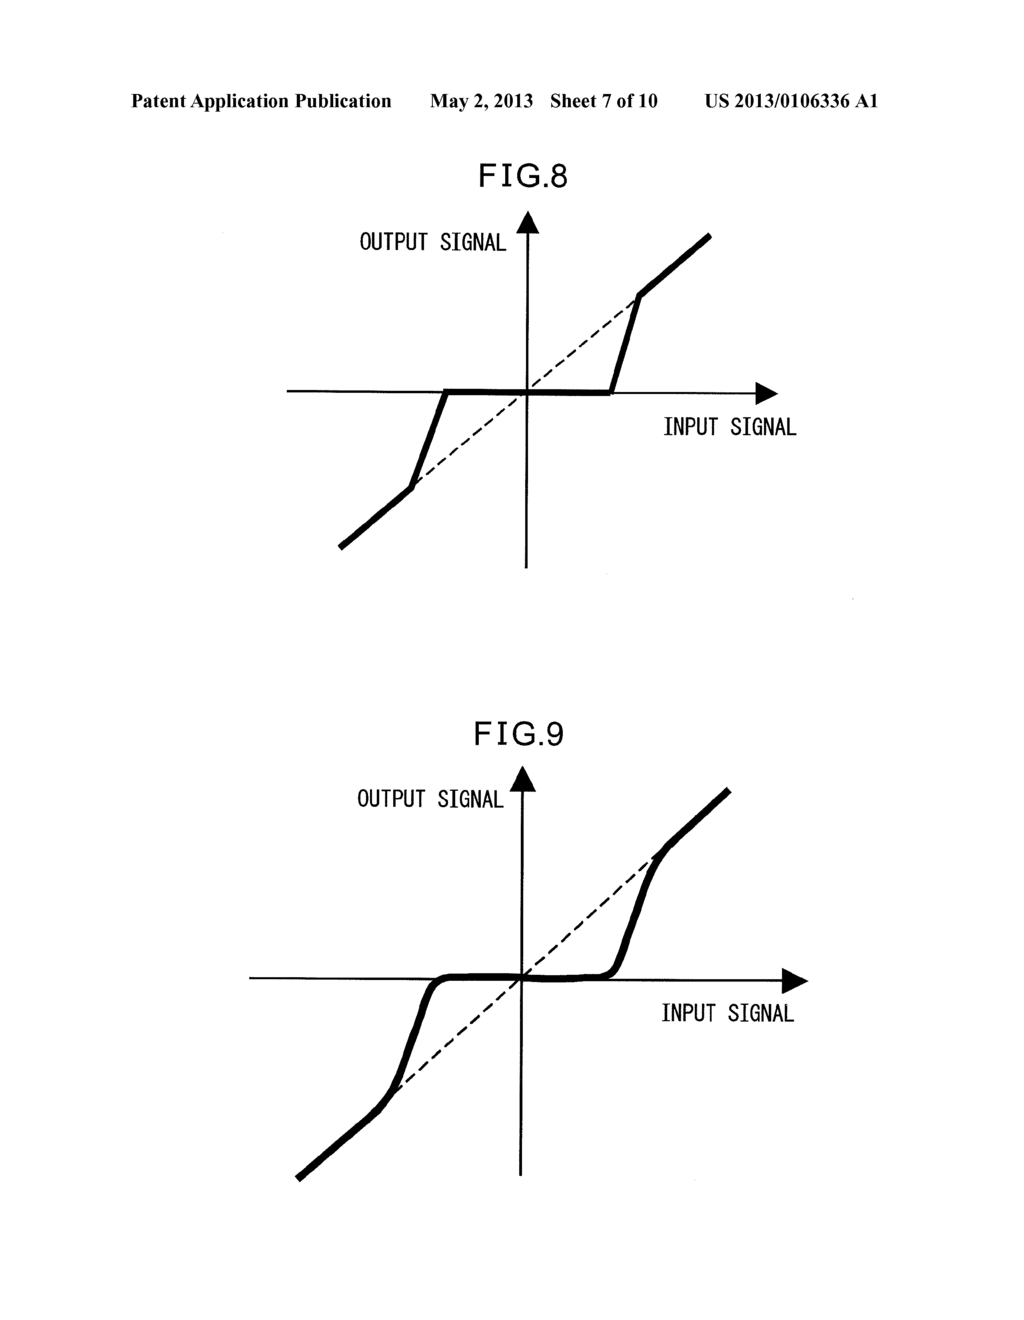 Patent Application Publication May 2, 2013 Sheet 7 of 10 US 2013/0106336 A1
FIG.8
OUTPUT SIGNAL
INPUT SIGNAL
FIG.9
OUTPUT SIGNAL
INPUT SIGNAL